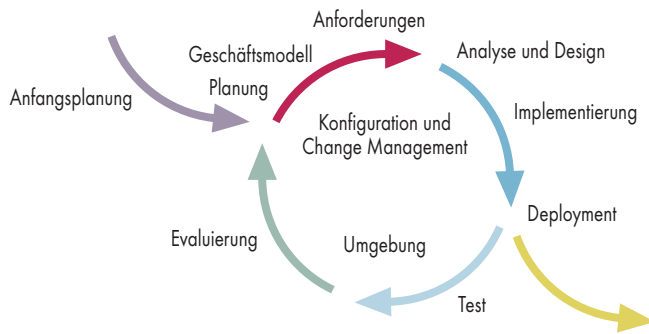 Anforderungen
Geschäftsmodell
Analyse und Design
Planung
Anfangsplanung
Implementierung
Konfiguration und
Change Management
Deployment
Evaluierung
Umgebung
Test